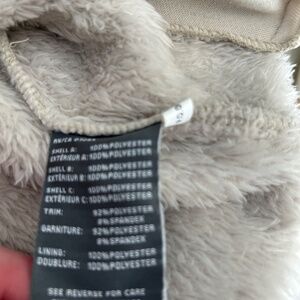 SHELL A: 100%POLYESTER
EXTÉRIEUR A: 100%POLYESTER
SHELL B: 100%POLYESTER
EXTÉRIEUR B: 100%POLYESTER
SHELL C: 100%POLYESTER
EXTÉRIEUR C: 100%POLYESTER
TRIM: 92%POLYESTER
8%SPANDEX
GARNITURE: 92%POLYESTER
8%SPANDEX
LINING: 100%POLYESTER
DOUBLURE: 100%POLYESTER
SEE REVERSE FOR CARE